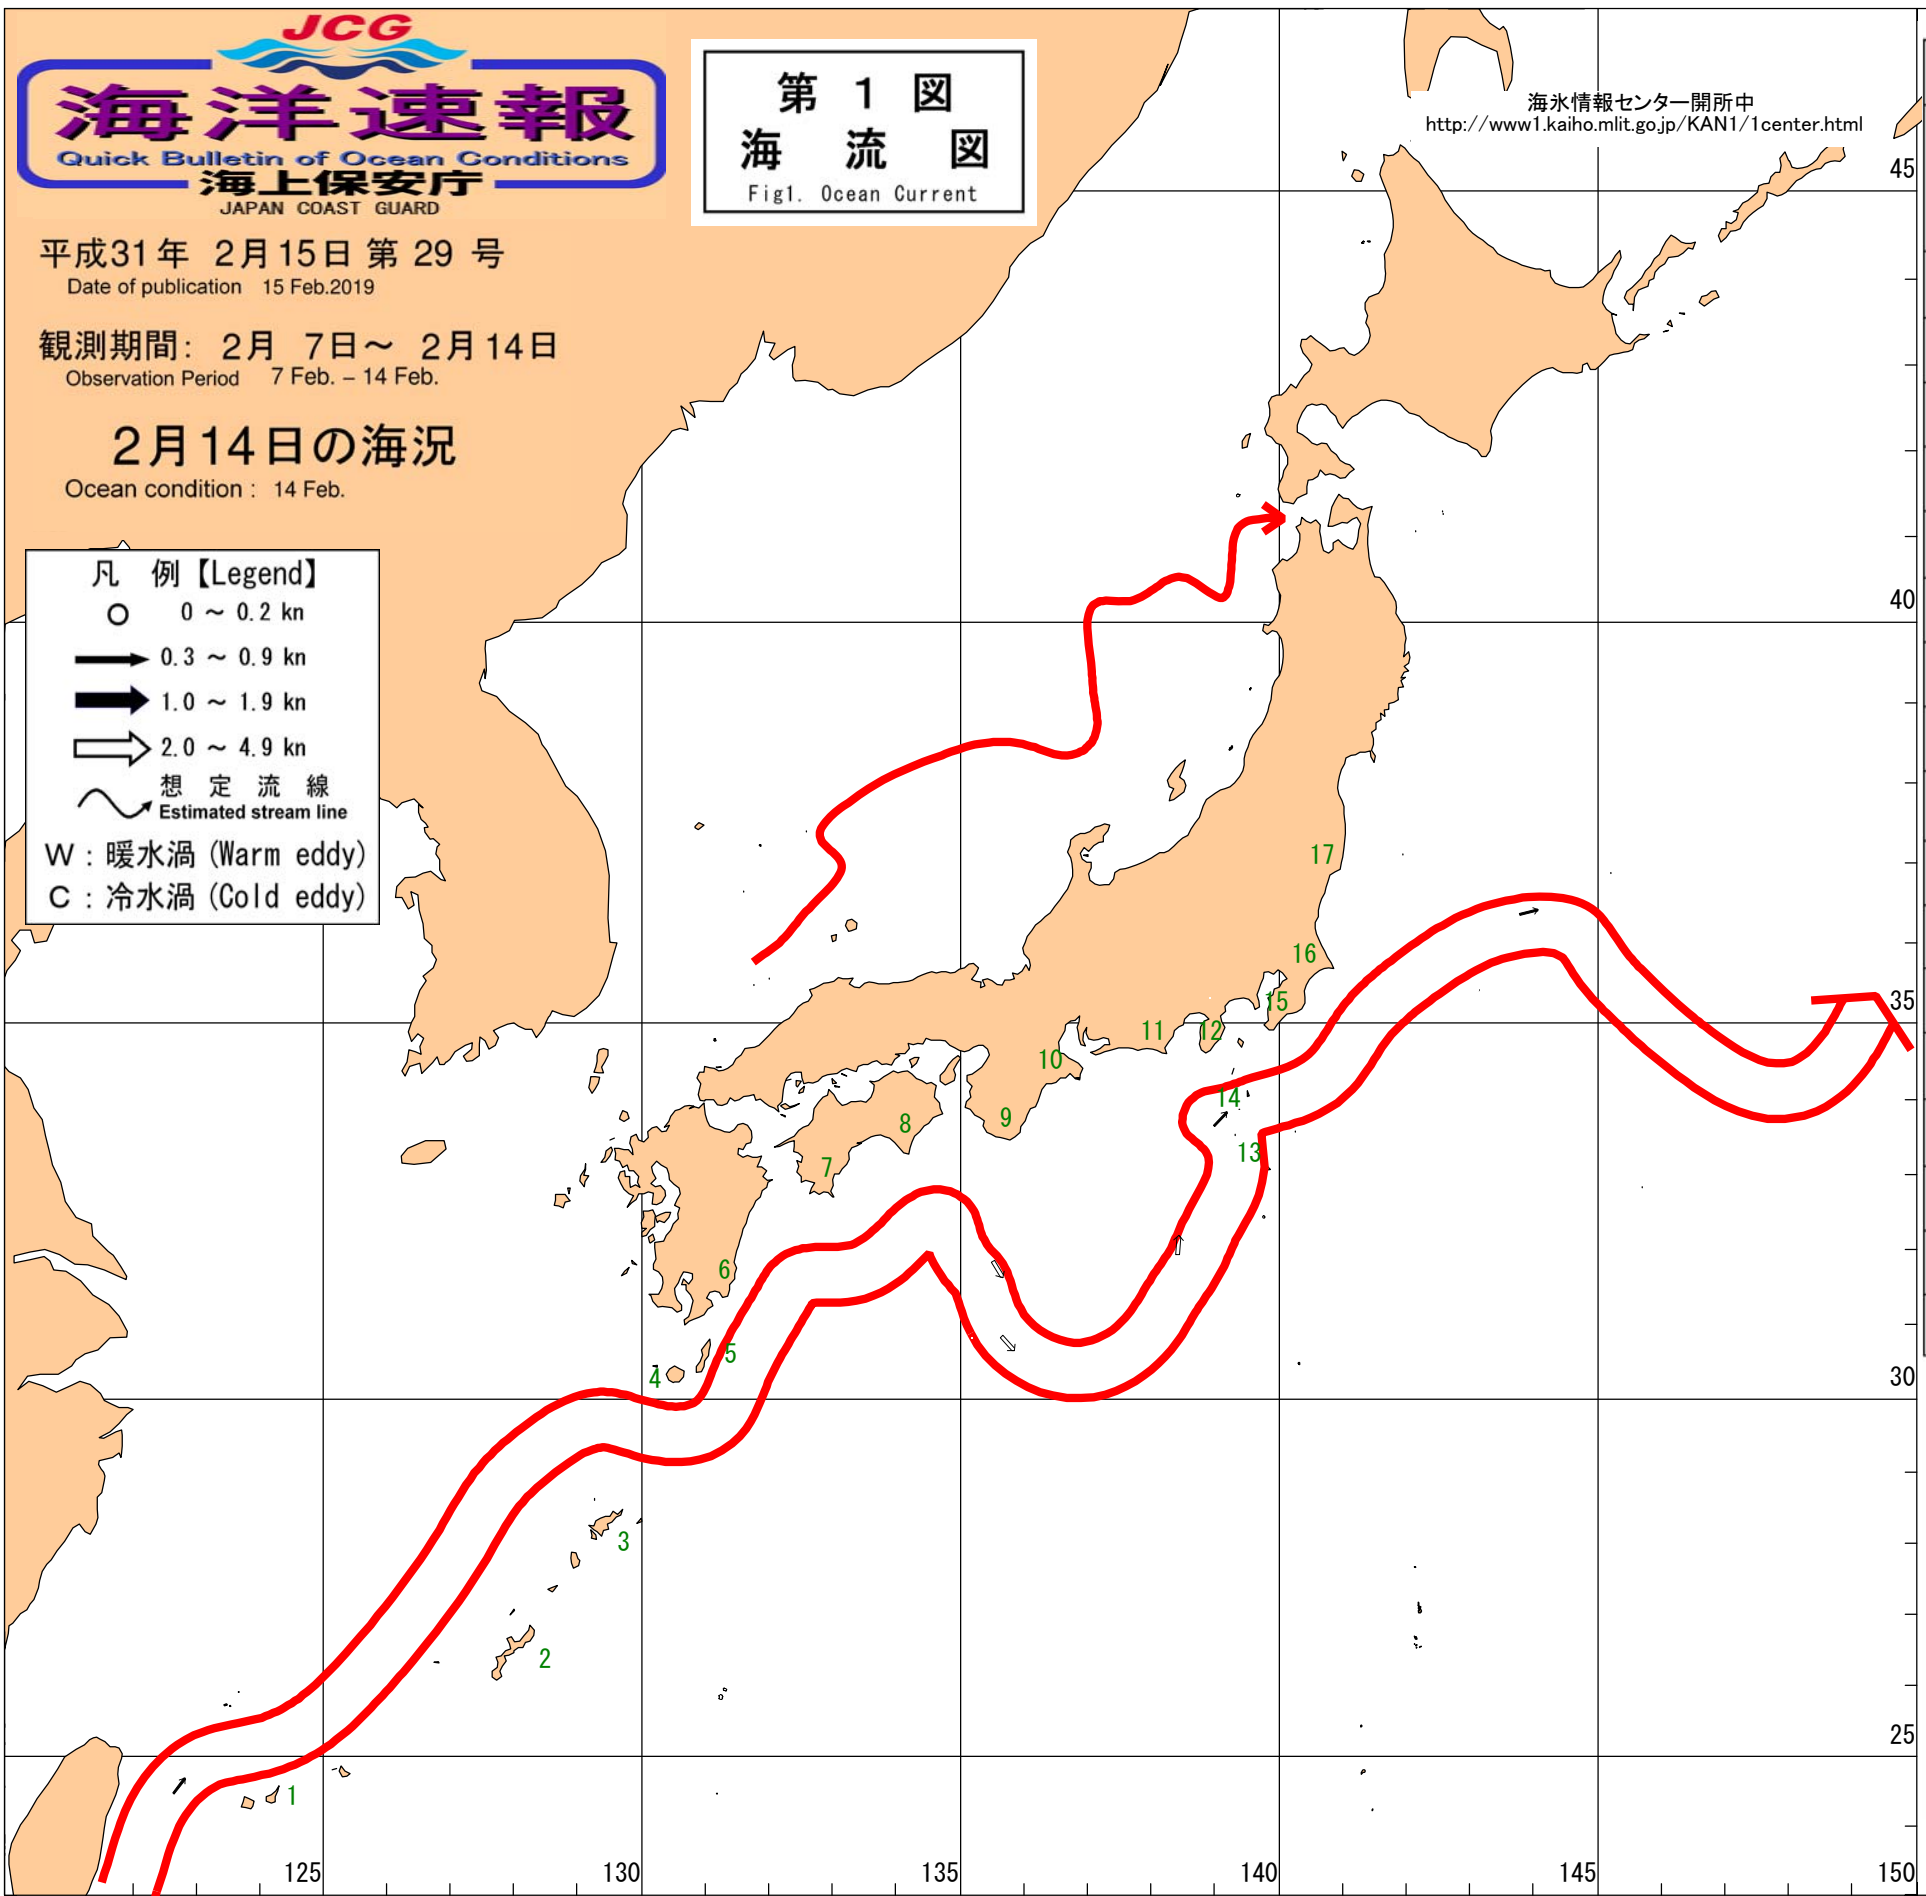 JCG
海洋速報
Quick Bulletin of Ocean Conditions
海上保安庁
JAPAN COAST GUARD
平成31年 2月15日 第 29 号
Date of publication 15 Feb.2019
観測期間: 2月 7日～ 2月14日
Observation Period 7 Feb. – 14 Feb.
2月14日の海況
Ocean condition : 14 Feb.
第 1 図
海 流 図
Fig1. Ocean Current
海氷情報センター開所中
http://www1.kaiho.mlit.go.jp/KAN1/1center.html
凡 例【Legend】
0 ～ 0.2 kn
0.3 ～ 0.9 kn
1.0 ～ 1.9 kn
2.0 ～ 4.9 kn
想 定 流 線
Estimated stream line
W : 暖水渦 (Warm eddy)
C : 冷水渦 (Cold eddy)
45
40
35
30
25
17
16
15
11
12
10
14
9
8
13
7
6
5
4
3
2
1
125
130
135
140
145
150